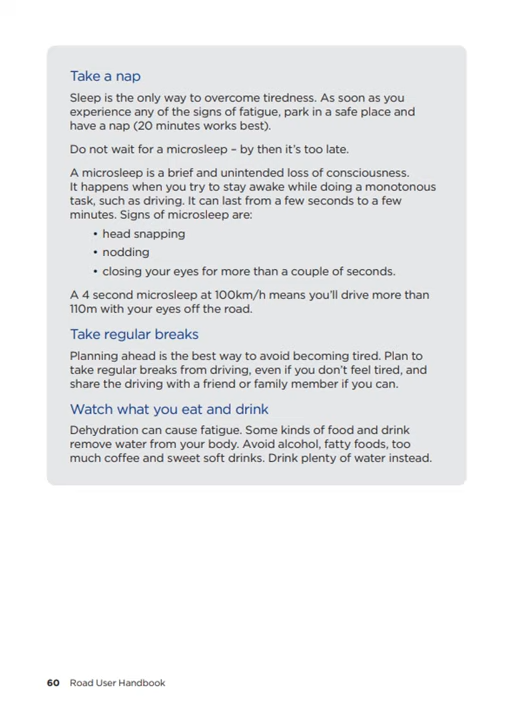 Take a nap
Sleep is the only way to overcome tiredness. As soon as you
experience any of the signs of fatigue, park in a safe place and
have a nap (20 minutes works best).
Do not wait for a microsleep – by then it's too late.
A microsleep is a brief and unintended loss of consciousness.
It happens when you try to stay awake while doing a monotonous
task, such as driving. It can last from a few seconds to a few
minutes. Signs of microsleep are:
• head snapping
• nodding
• closing your eyes for more than a couple of seconds.
A 4 second microsleep at 100km/h means you'll drive more than
110m with your eyes off the road.
Take regular breaks
Planning ahead is the best way to avoid becoming tired. Plan to
take regular breaks from driving, even if you don't feel tired, and
share the driving with a friend or family member if you can.
Watch what you eat and drink
Dehydration can cause fatigue. Some kinds of food and drink
remove water from your body. Avoid alcohol, fatty foods, too
much coffee and sweet soft drinks. Drink plenty of water instead.
60 Road User Handbook